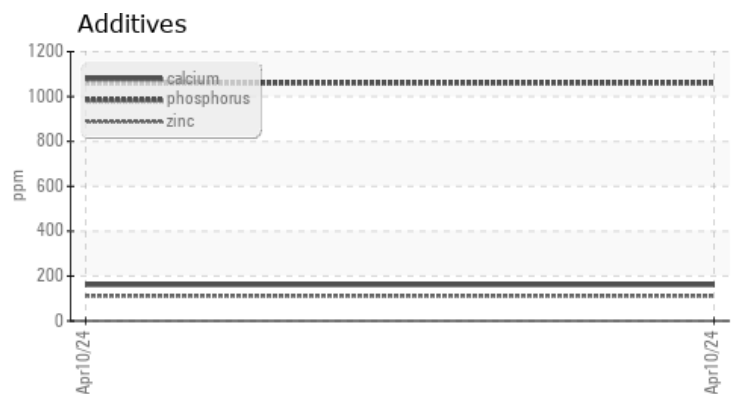 Additives
1200
1000
800
600
400
200
0
ppm
calcium
phosphorus
zinc
Apr10/24
Apr10/24